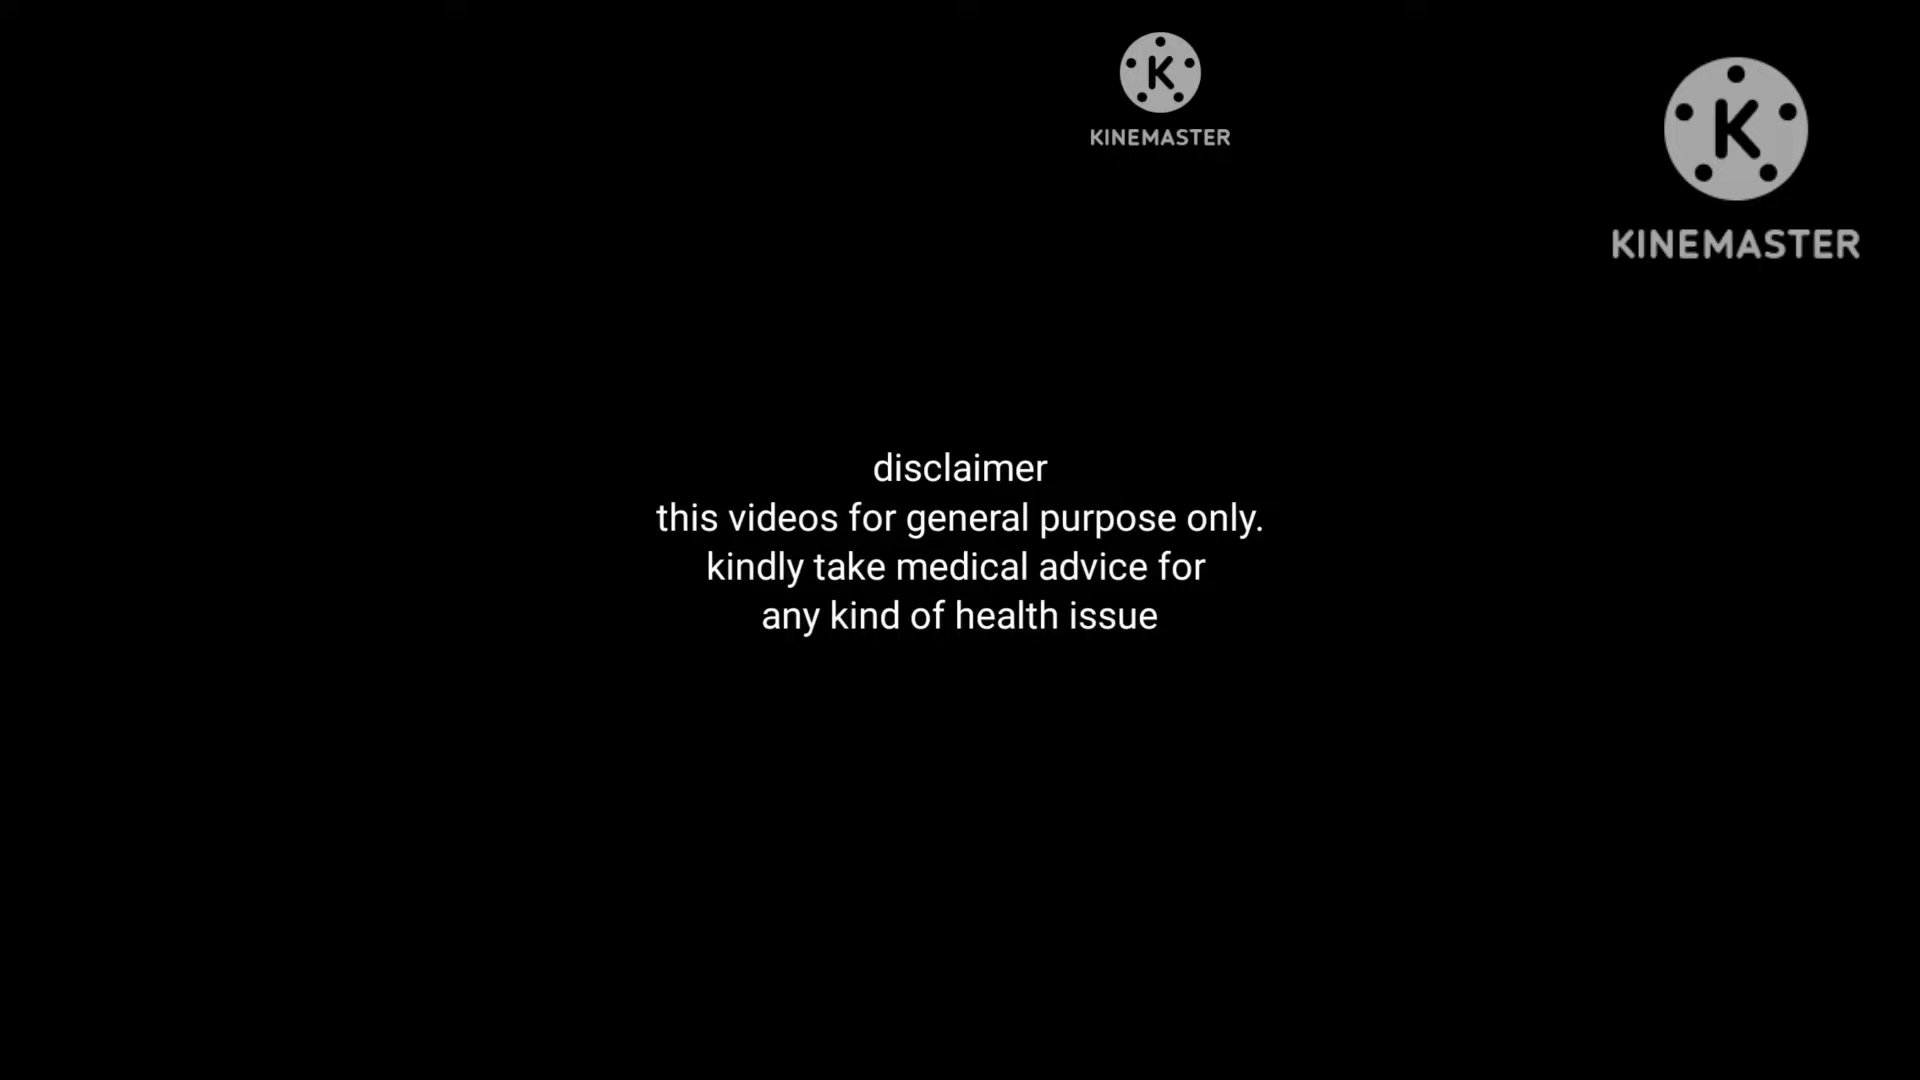 K
KINEMASTER
K
KINEMASTER
disclaimer
this videos for general purpose only.
kindly take medical advice for
any kind of health issue